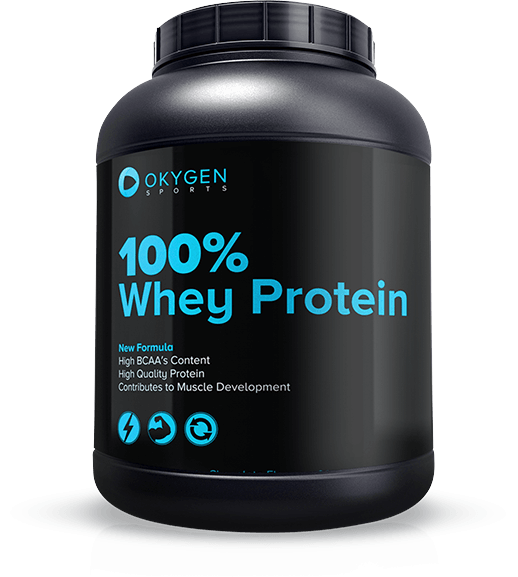 OKYGEN
SPORTS
100%
Whey Protein
New Formula
High BCAA's Content
High Quality Protein
Contributes to Muscle Development